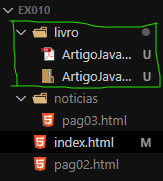 EX010
livro
ArtigoJava... U
ArtigoJava... U
noticias
pag03.html
index.html M
pag02.html